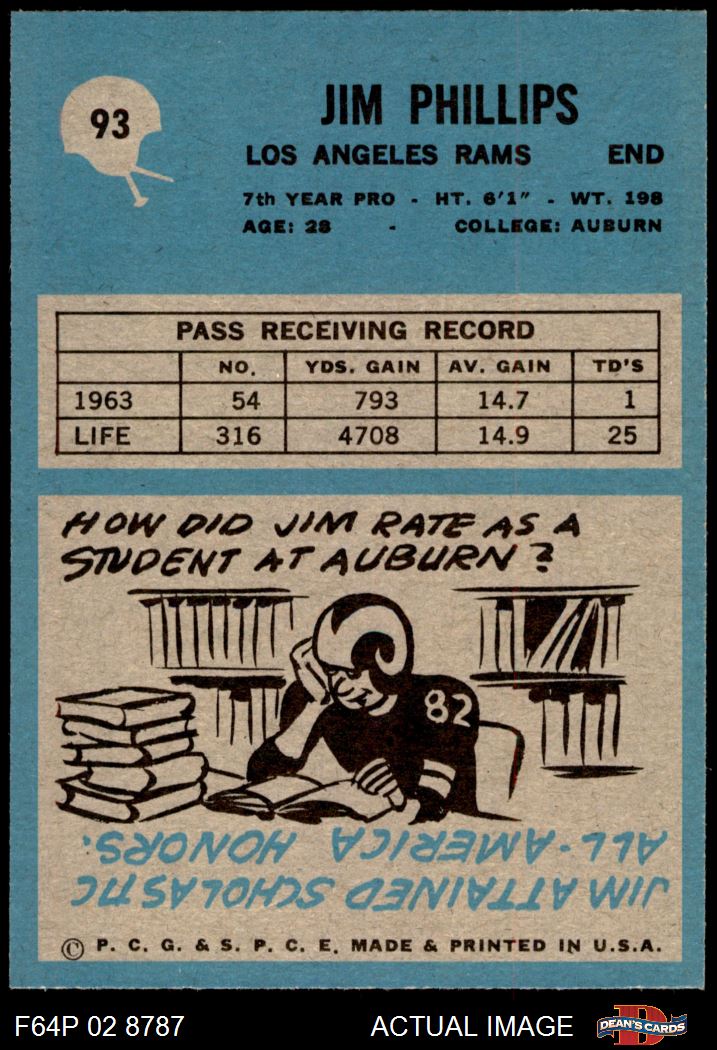 93
JIM PHILLIPS
LOS ANGELES RAMS END
7th YEAR PRO - HT. 6'1" - WT. 198
AGE: 28 - COLLEGE: AUBURN
PASS RECEIVING RECORD
NO. YDS. GAIN AV. GAIN TD'S
1963 54 793 14.7 1
LIFE 316 4708 14.9 25
HOW DID JIM RATE AS A
STUDENT AT AUBURN?
82
JIM ATTAINED SCHOLASTIC
ALL-AMERICA HONORS.
© P. C. G. & S. P. C. E. MADE & PRINTED IN U.S.A.
F64P 02 8787 ACTUAL IMAGE D DEAN'S CARDS